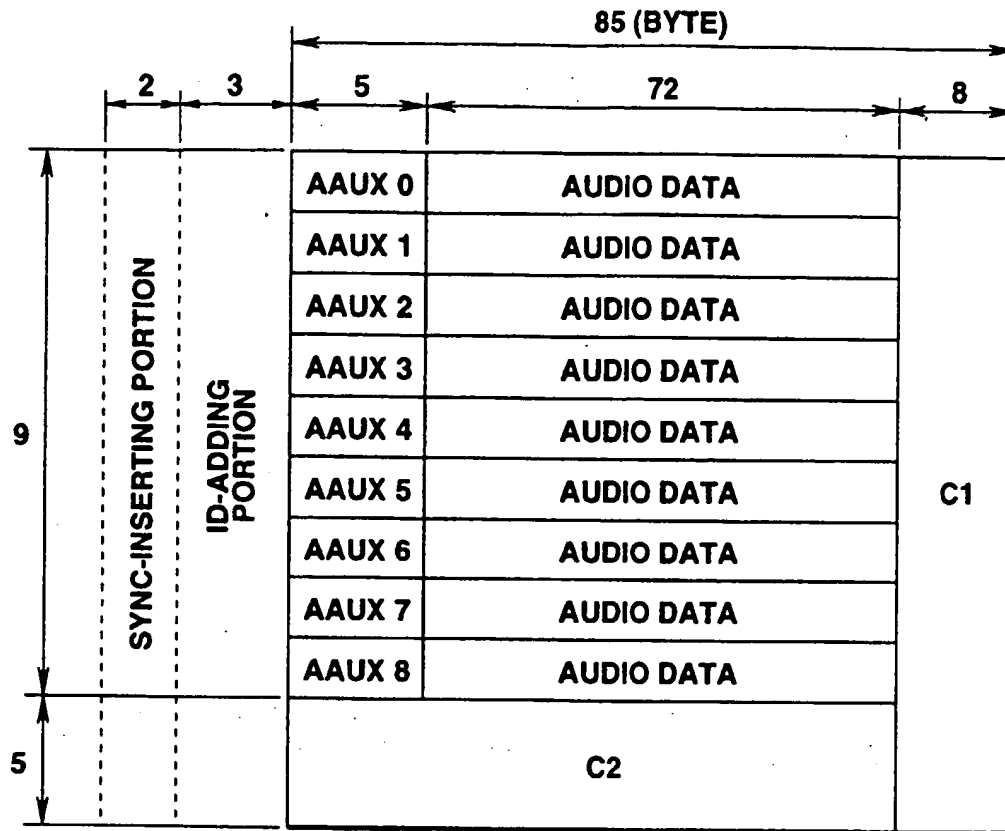 85 (BYTE)
2 3 5 72 8
AAUX 0 AUDIO DATA
AAUX 1 AUDIO DATA
AAUX 2 AUDIO DATA
AAUX 3 AUDIO DATA
AAUX 4 AUDIO DATA
AAUX 5 AUDIO DATA
AAUX 6 AUDIO DATA
AAUX 7 AUDIO DATA
AAUX 8 AUDIO DATA
9
SYNC-INSERTING PORTION
ID-ADDING
PORTION
C1
5
C2